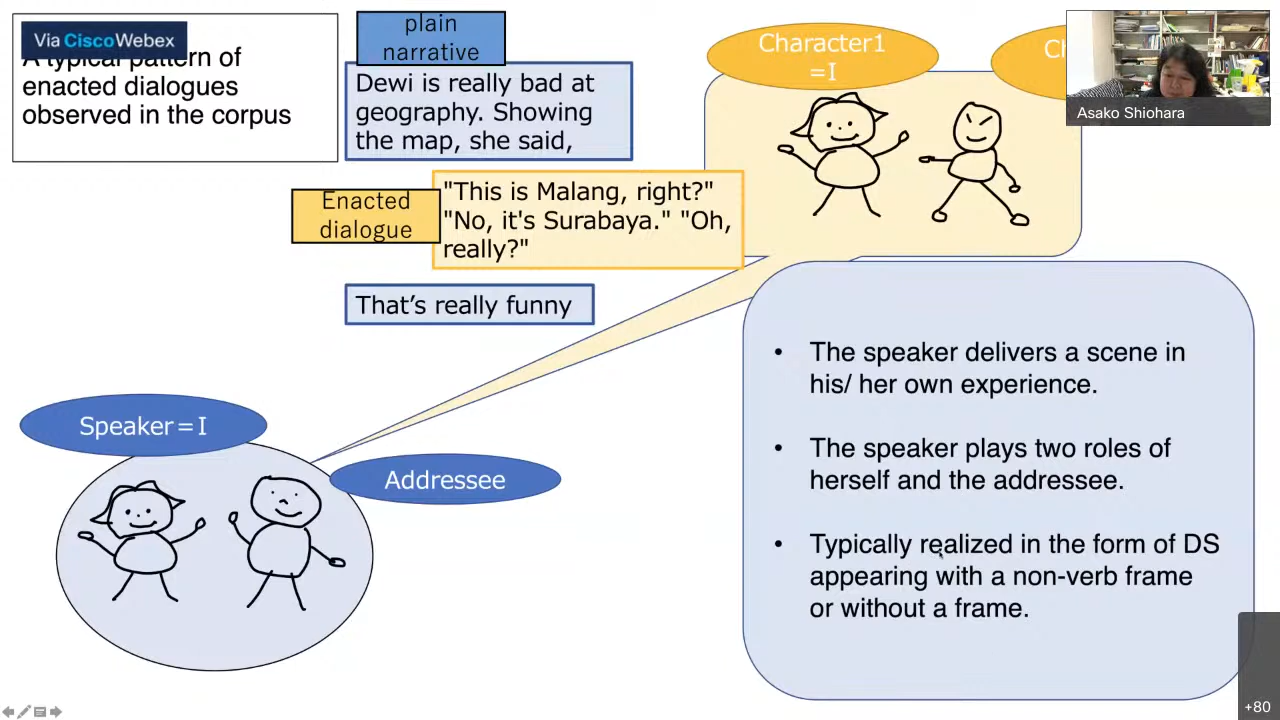 Via CiscoWebex
A typical pattern of
enacted dialogues
observed in the corpus
plain
narrative
Dewi is really bad at
geography. Showing
the map, she said,
Enacted
dialogue
"This is Malang, right?"
"No, it's Surabaya." "Oh,
really?"
That’s really funny
Character1
=I
Asako Shiohara
Speaker=I
Addressee
• The speaker delivers a scene in
his/ her own experience.
• The speaker plays two roles of
herself and the addressee.
• Typically realized in the form of DS
appearing with a non-verb frame
or without a frame.
+80